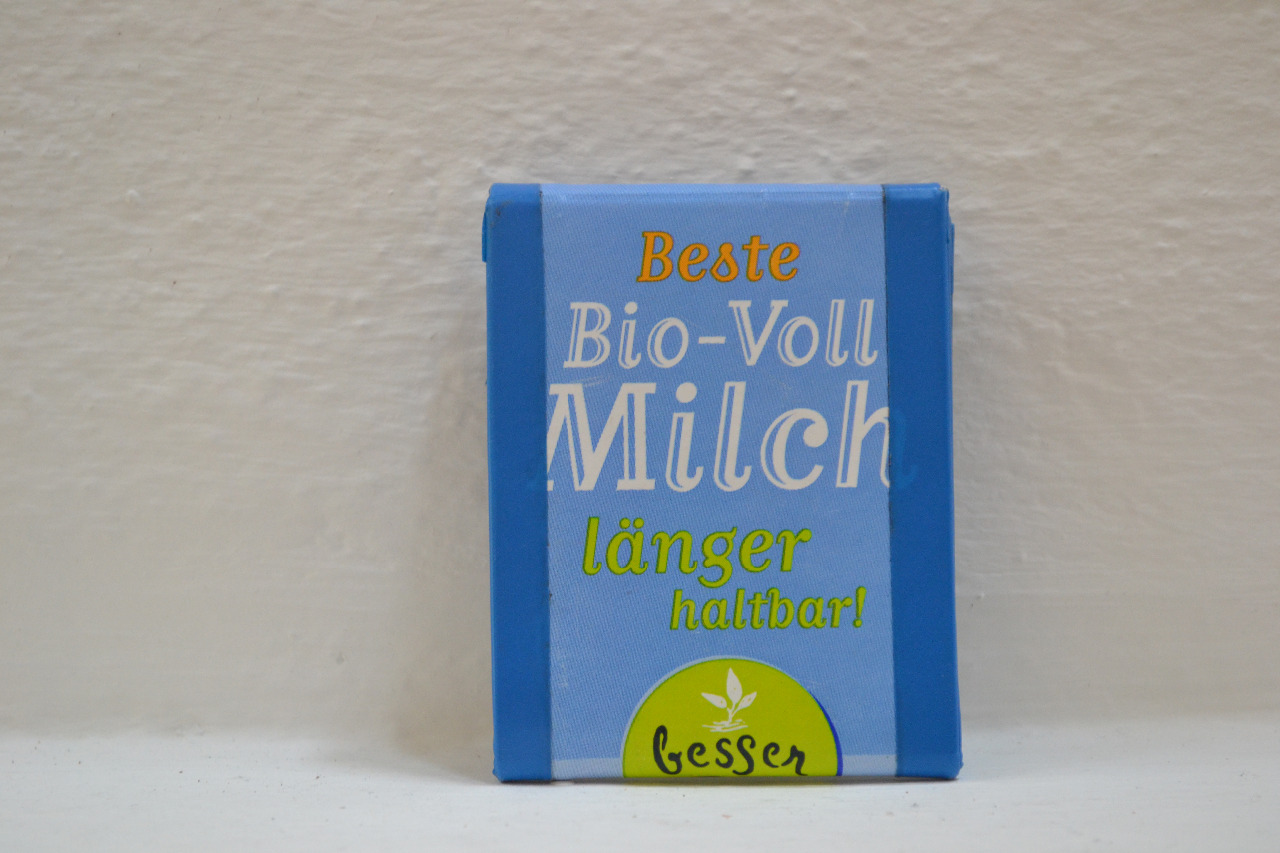 Beste
Bio-Voll
Milch
länger
haltbar!
besser